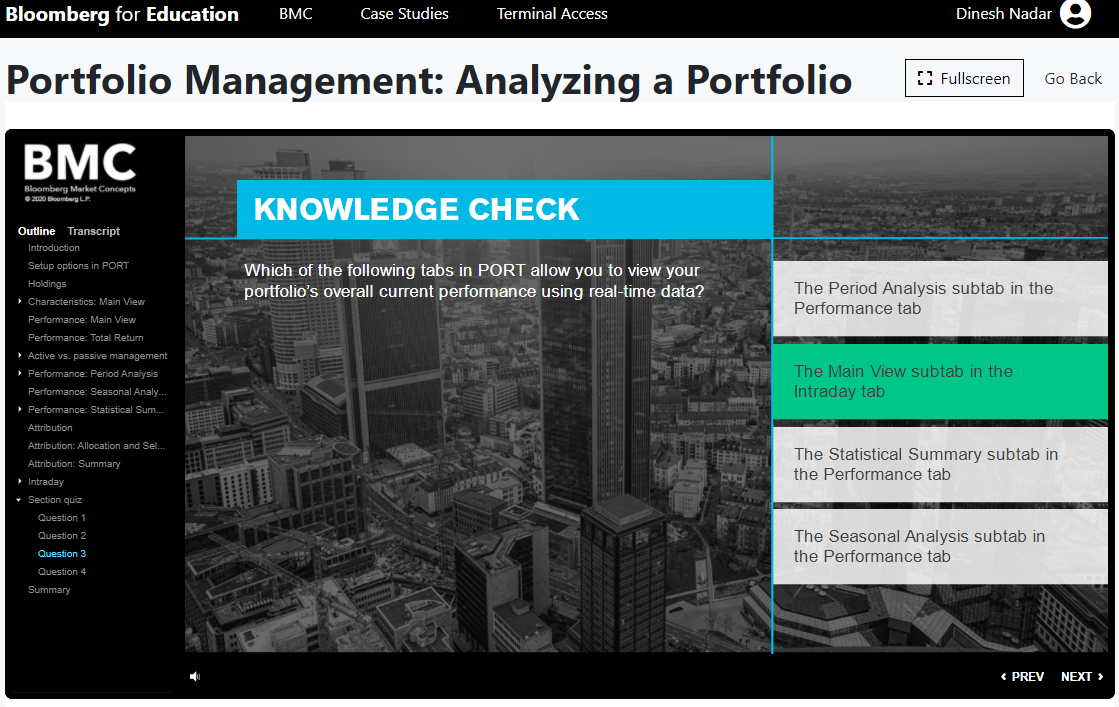 Bloomberg for Education BMC Case Studies Terminal Access Dinesh Nadar
Portfolio Management: Analyzing a Portfolio Fullscreen Go Back
BMC
Bloomberg Market Concepts
© 2020 Bloomberg L.P.
Outline Transcript
Introduction
Setup options in PORT
Holdings
Characteristics: Main View
Performance: Main View
Performance: Total Return
Active vs. passive management
Performance: Period Analysis
Performance: Seasonal Analy...
Performance: Statistical Sum...
Attribution
Attribution: Allocation and Sel...
Attribution: Summary
Intraday
Section quiz
Question 1
Question 2
Question 3
Question 4
Summary
KNOWLEDGE CHECK
Which of the following tabs in PORT allow you to view your
portfolio’s overall current performance using real-time data?
The Period Analysis subtab in the
Performance tab
The Main View subtab in the
Intraday tab
The Statistical Summary subtab in
the Performance tab
The Seasonal Analysis subtab in
the Performance tab
PREV NEXT